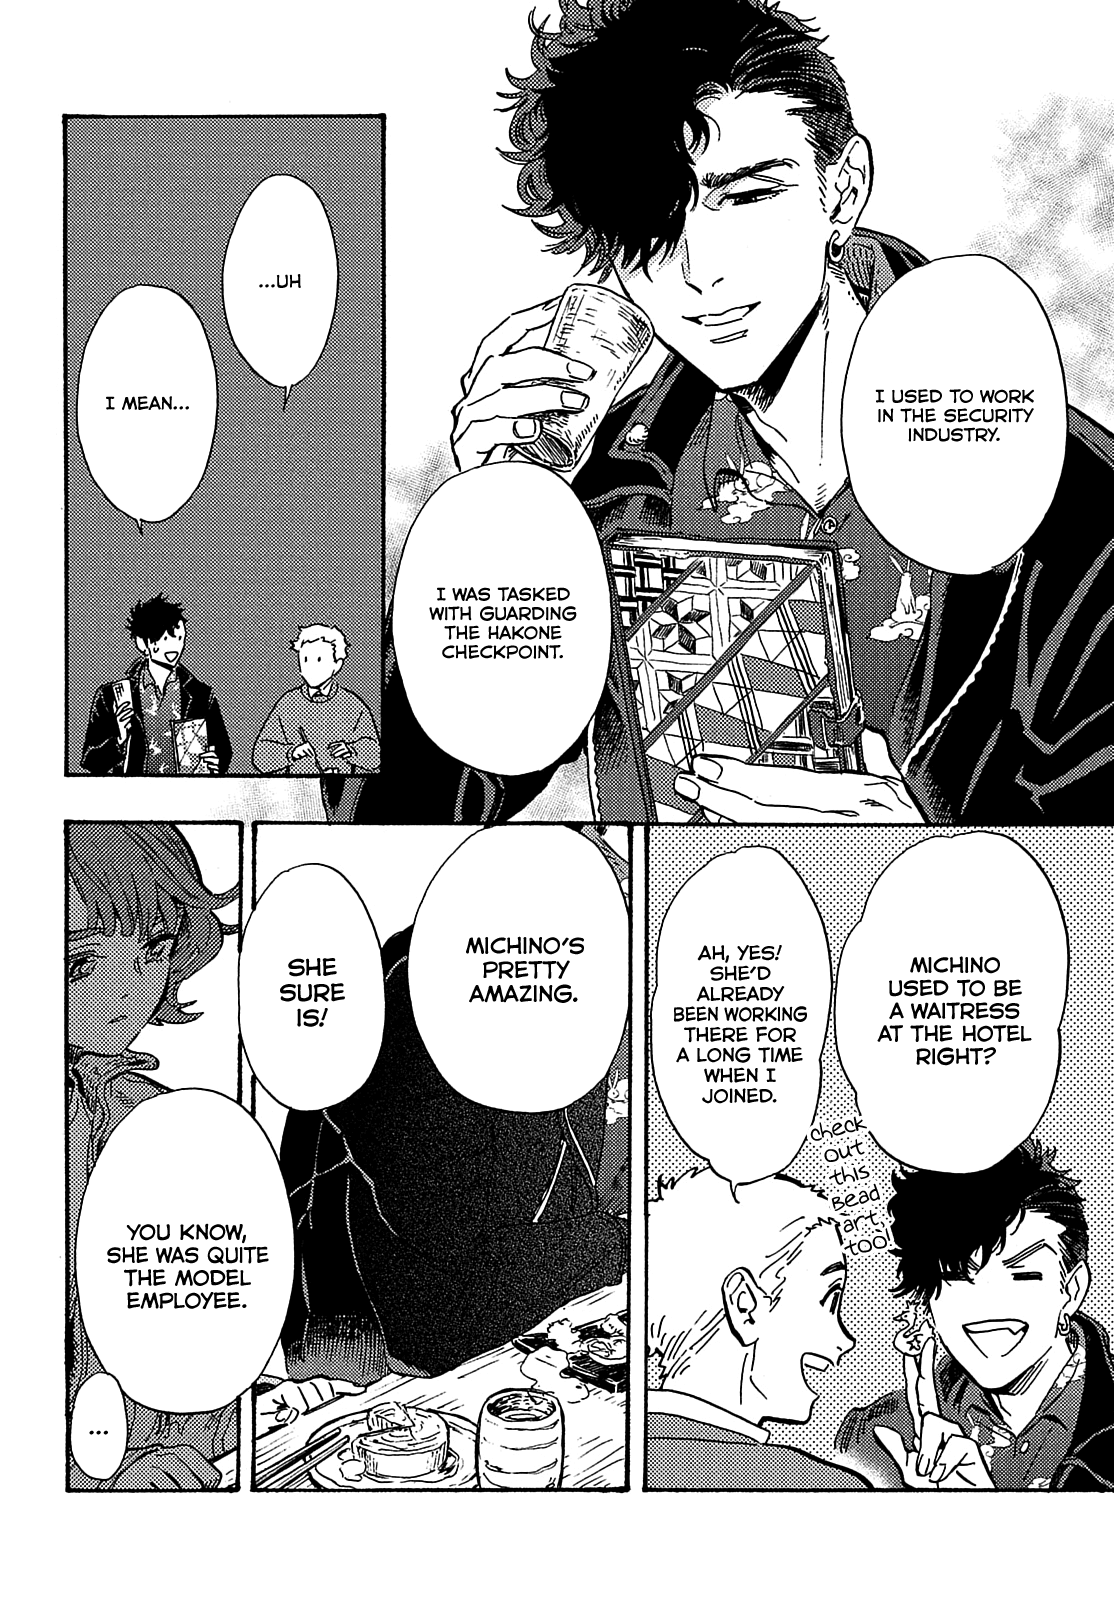 I USED TO WORK
IN THE SECURITY
INDUSTRY.
I WAS TASKED
WITH GUARDING
THE HAKONE
CHECKPOINT.
...UH
I MEAN...
MICHINO
USED TO BE
A WAITRESS
AT THE HOTEL
RIGHT?
AH, YES!
SHE'D
ALREADY
BEEN WORKING
THERE FOR
A LONG TIME
WHEN I
JOINED.
check
out
this
Bead
art
too!
MICHINO'S
PRETTY
AMAZING.
SHE
SURE
IS!
YOU KNOW,
SHE WAS QUITE
THE MODEL
EMPLOYEE.
...